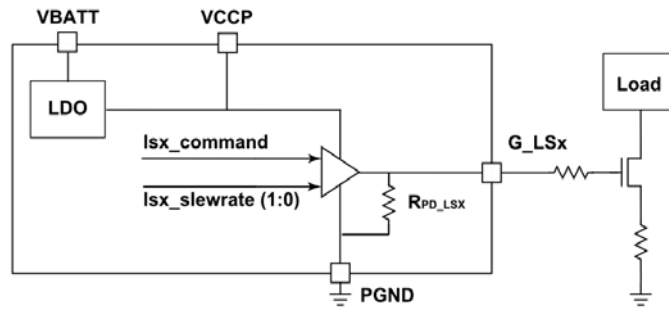 VBATT
VCCP
LDO
Load
lsx_command
G_LSx
lsx_slewrate (1:0)
RPD_LSX
PGND